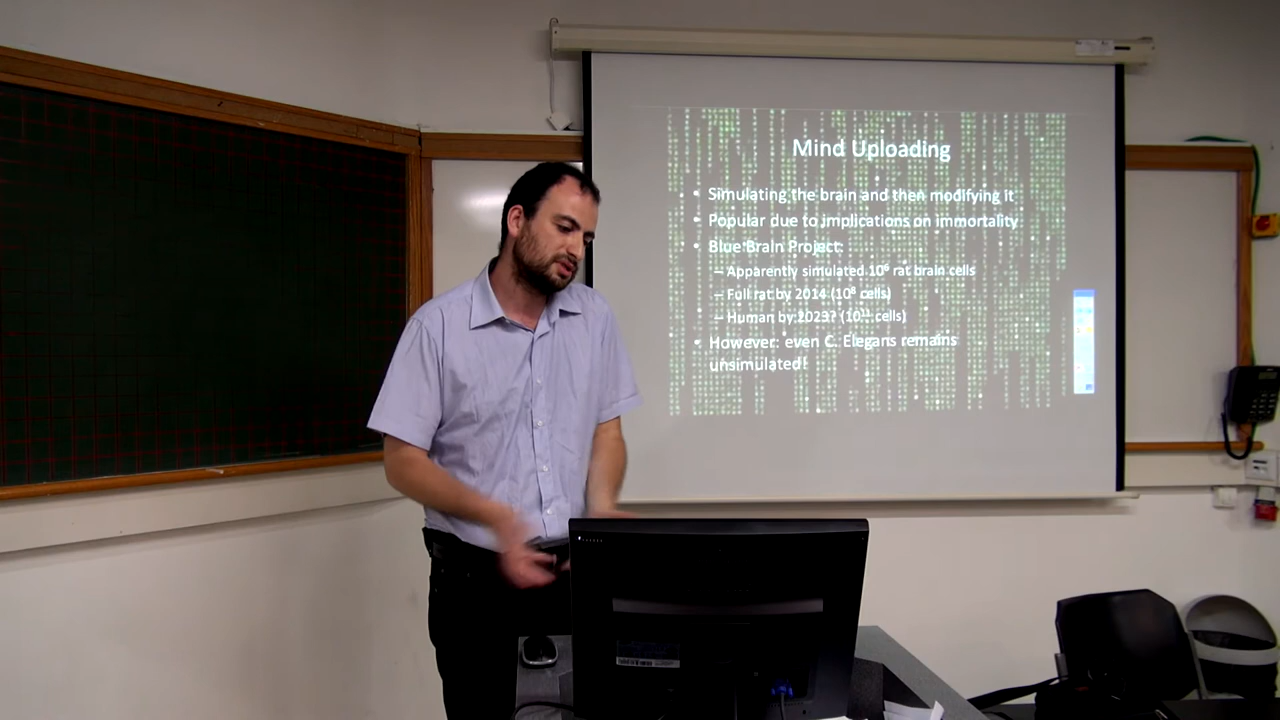 Mind Uploading
• Simulating the brain and then modifying it
• Popular due to implications on immortality
• Blue Brain Project:
– Apparently simulated 10⁶ rat brain cells
– Full rat by 2014 (10⁸ cells)
– Human by 2023? (10¹¹ cells)
• However: even C. Elegans remains
unsimulated!